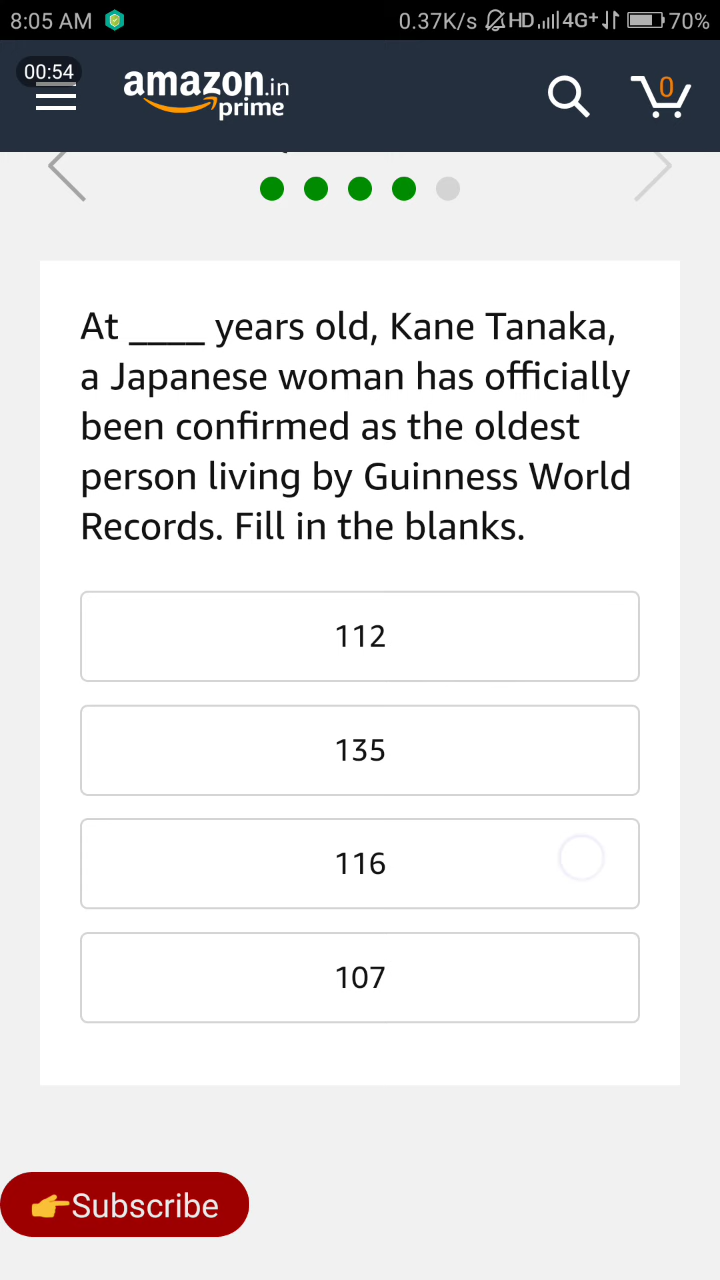 8:05 AM 0.37K/s HD 4G+ 70%
00:54
amazon.in
prime
0
At ____ years old, Kane Tanaka,
a Japanese woman has officially
been confirmed as the oldest
person living by Guinness World
Records. Fill in the blanks.
112
135
116
107
👉Subscribe